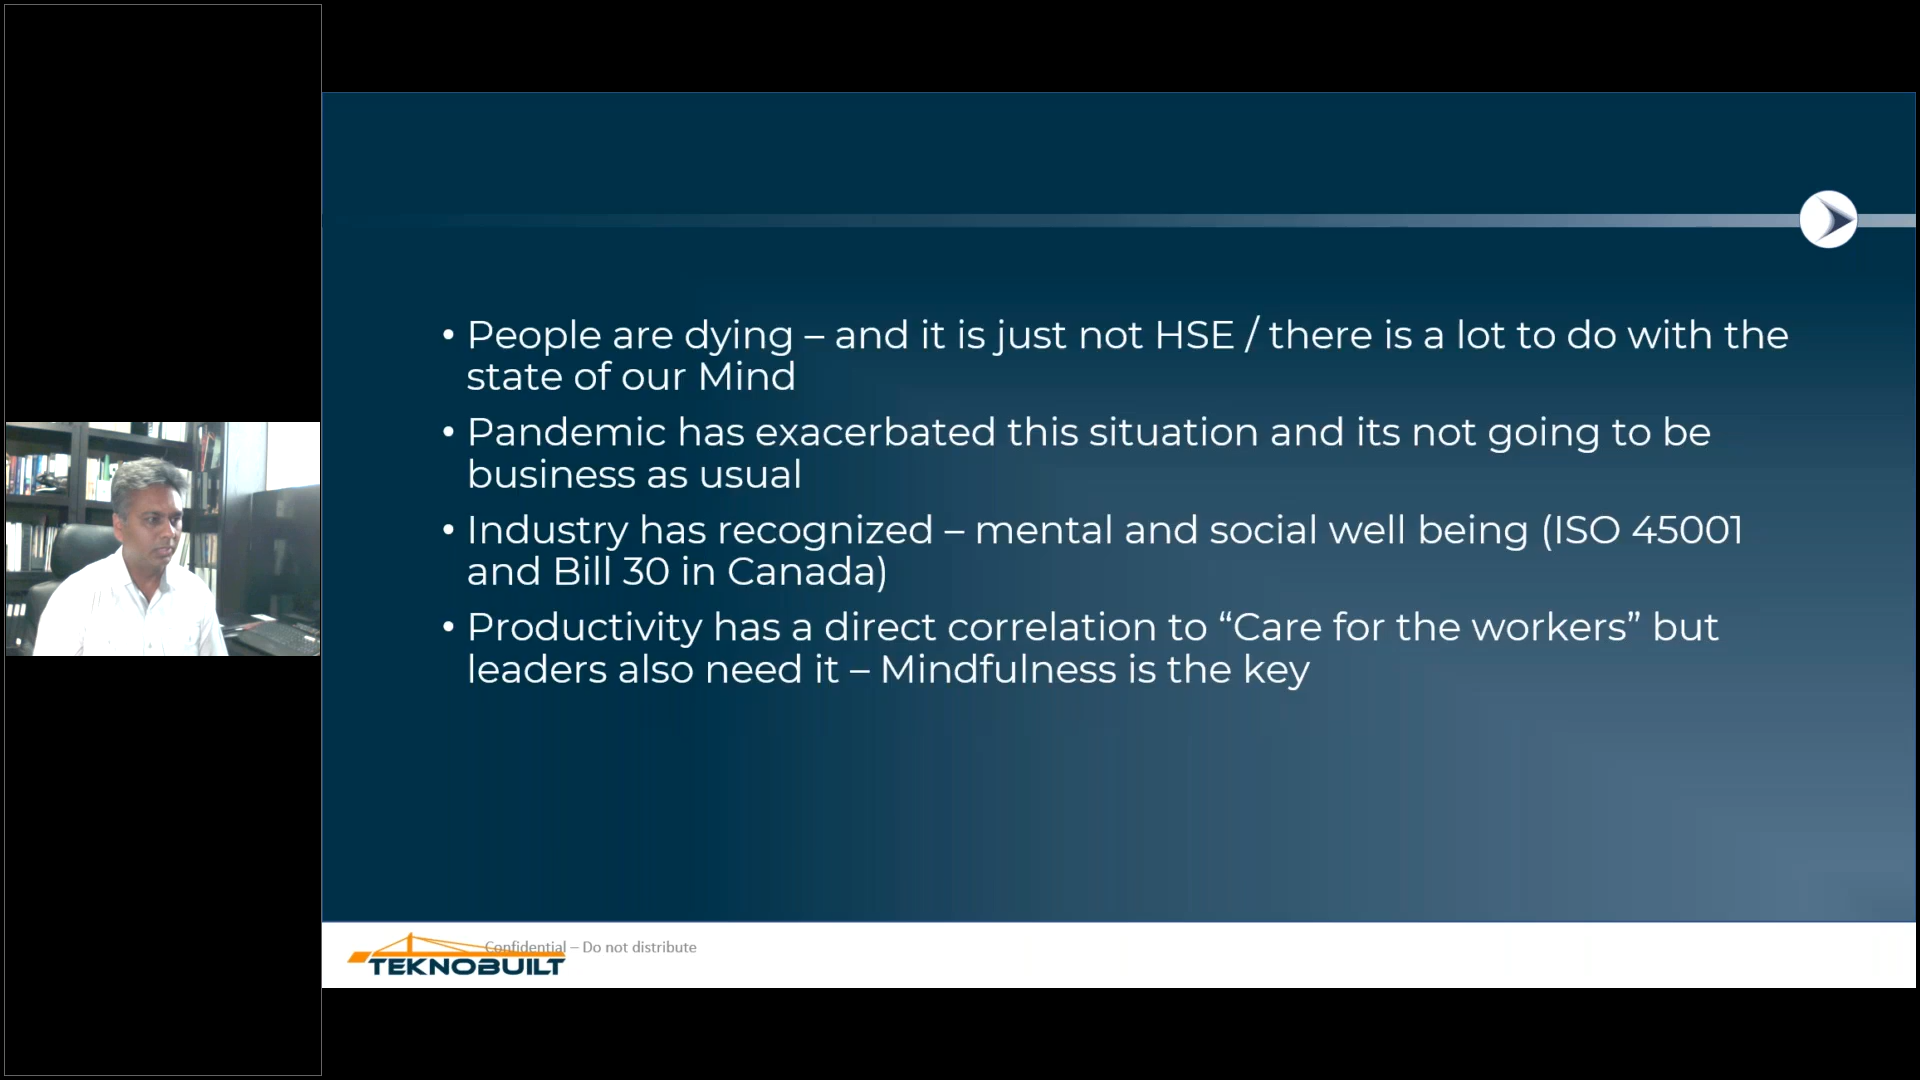 • People are dying – and it is just not HSE / there is a lot to do with the
state of our Mind
• Pandemic has exacerbated this situation and its not going to be
business as usual
• Industry has recognized – mental and social well being (ISO 45001
and Bill 30 in Canada)
• Productivity has a direct correlation to “Care for the workers” but
leaders also need it – Mindfulness is the key
Confidential – Do not distribute
TEKNOBUILT